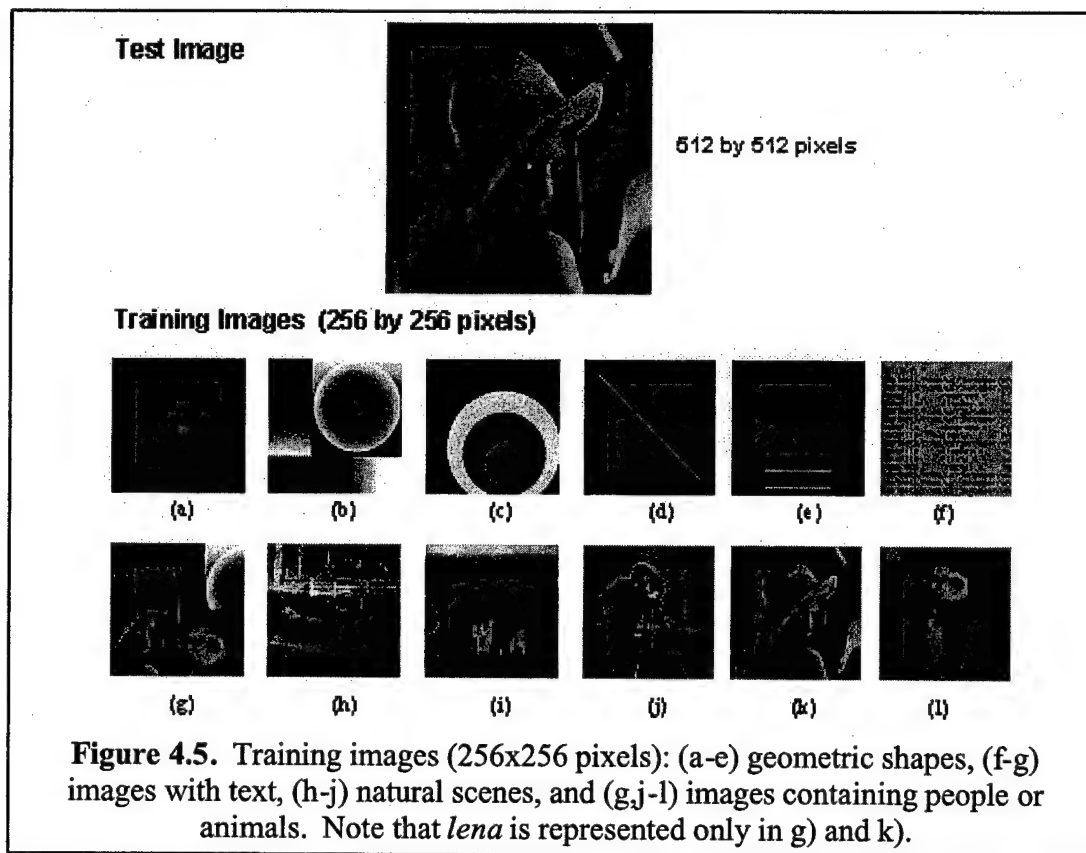 Test Image
512 by 512 pixels
Training Images (256 by 256 pixels)
(a) (b) (c) (d) (e) (f)
(g) (h) (i) (j) (k) (l)
Figure 4.5. Training images (256x256 pixels): (a-e) geometric shapes, (f-g)
images with text, (h-j) natural scenes, and (g,j-l) images containing people or
animals. Note that lena is represented only in g) and k).